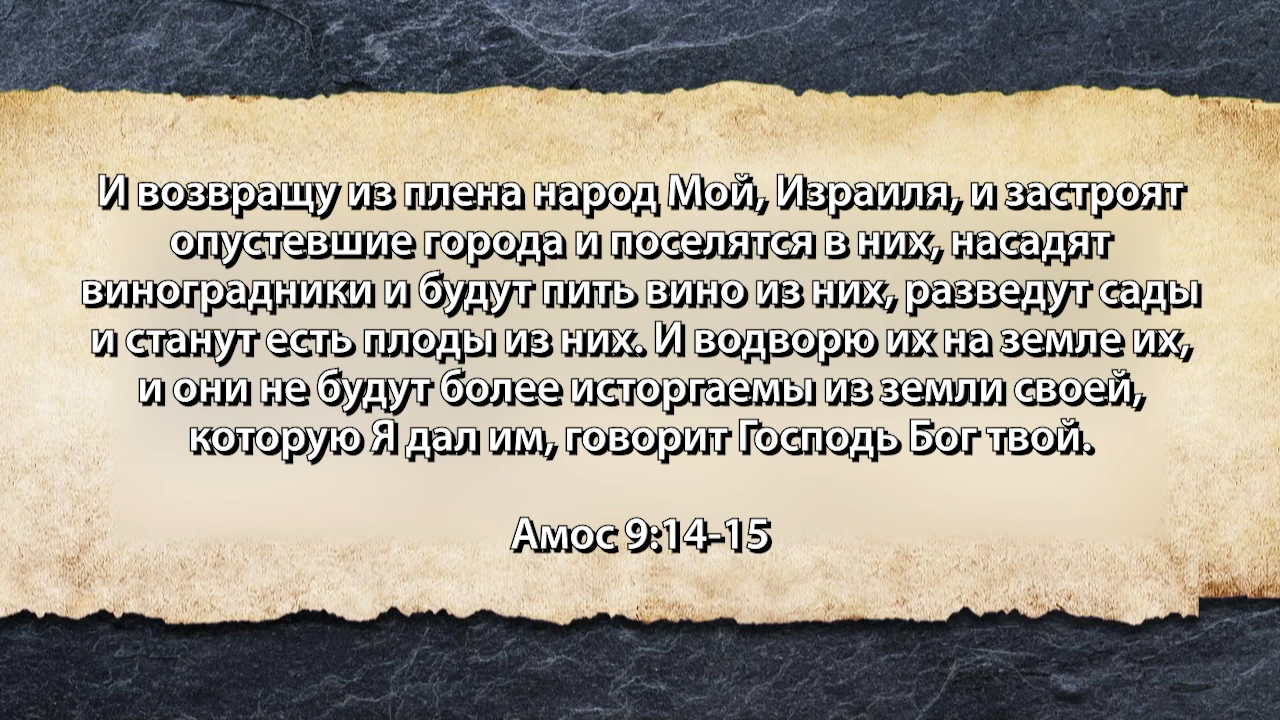 И возвращу из плена народ Мой, Израиля, и застроят
опустевшие города и поселятся в них, насадят
виноградники и будут пить вино из них, разведут сады
и станут есть плоды из них. И водворю их на земле их,
и они не будут более исторгаемы из земли своей,
которую Я дал им, говорит Господь Бог твой.
Амос 9:14-15